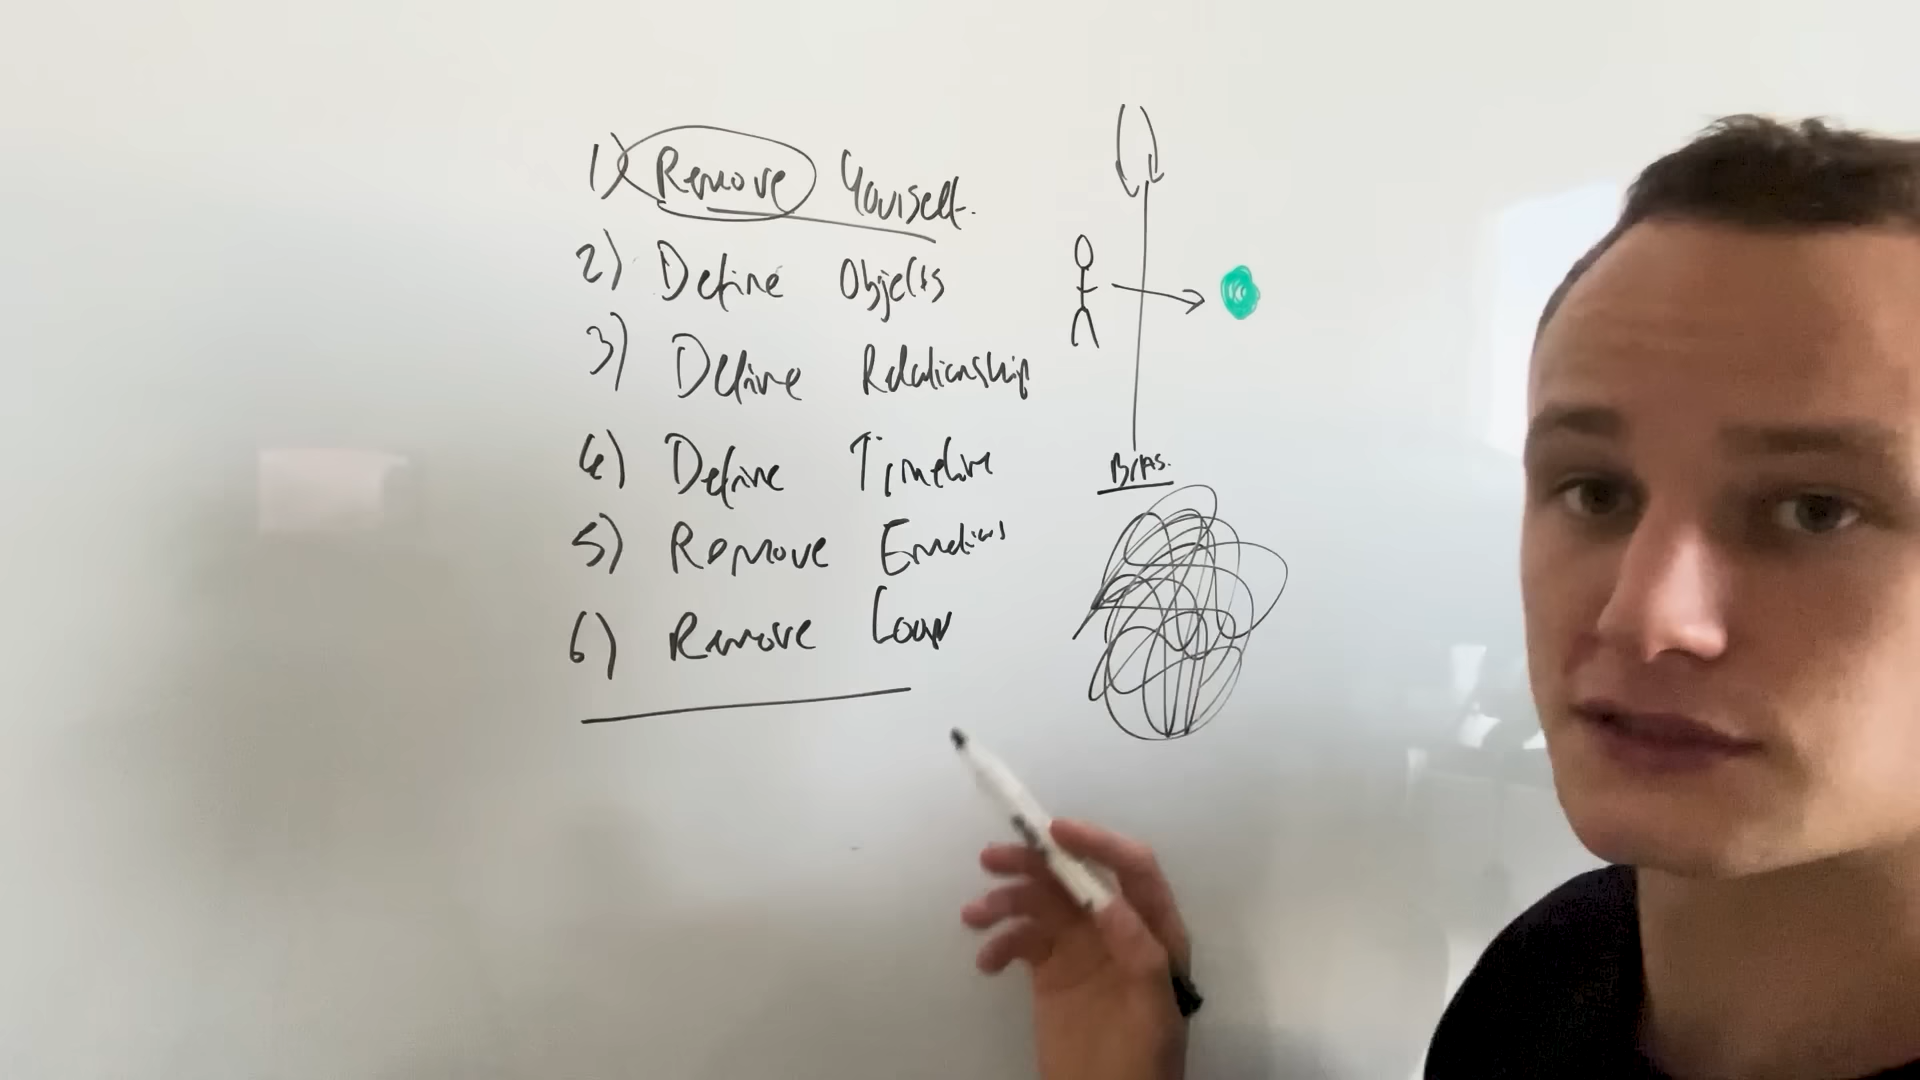 1) Remove Yourself.
2) Define Objects
3) Define Relationship
4) Define Timeline
5) Remove Emotions
6) Remove Loop
BIAS.